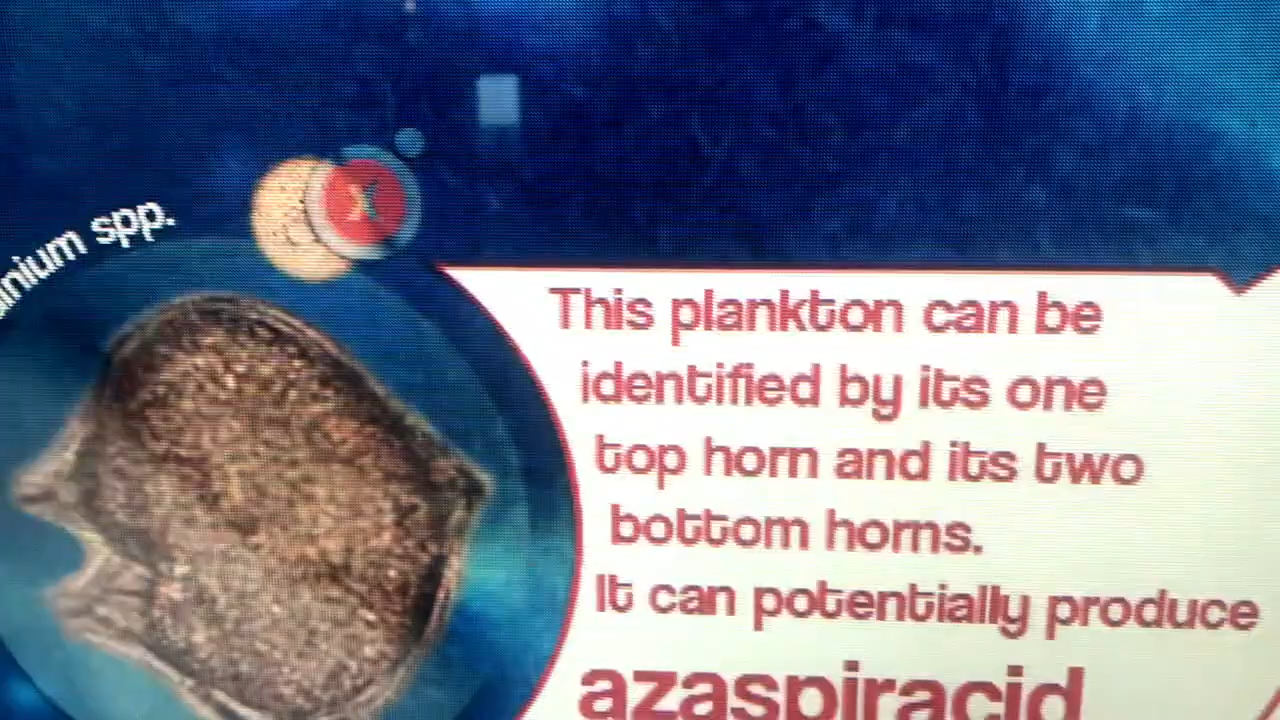 spp.
This plankton can be
identified by its one
top horn and its two
bottom horns.
It can potentially produce
azaspiracid